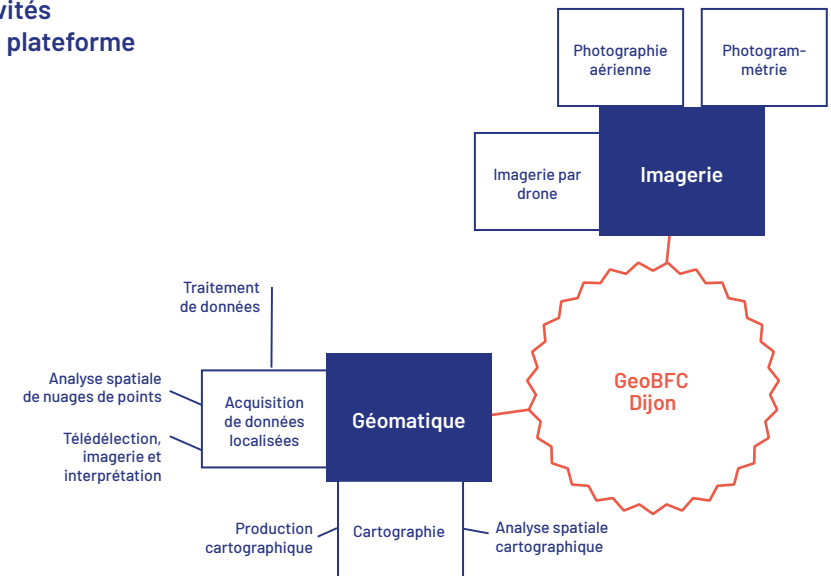 vités
plateforme
Photographie
aérienne
Photogram-
métrie
Imagerie par
drone
Imagerie
Traitement
de données
Analyse spatiale
de nuages de points
Télédélection,
imagerie et
interprétation
Acquisition
de données
localisées
Géomatique
GeoBFC
Dijon
Production
cartographique
Cartographie
Analyse spatiale
cartographique